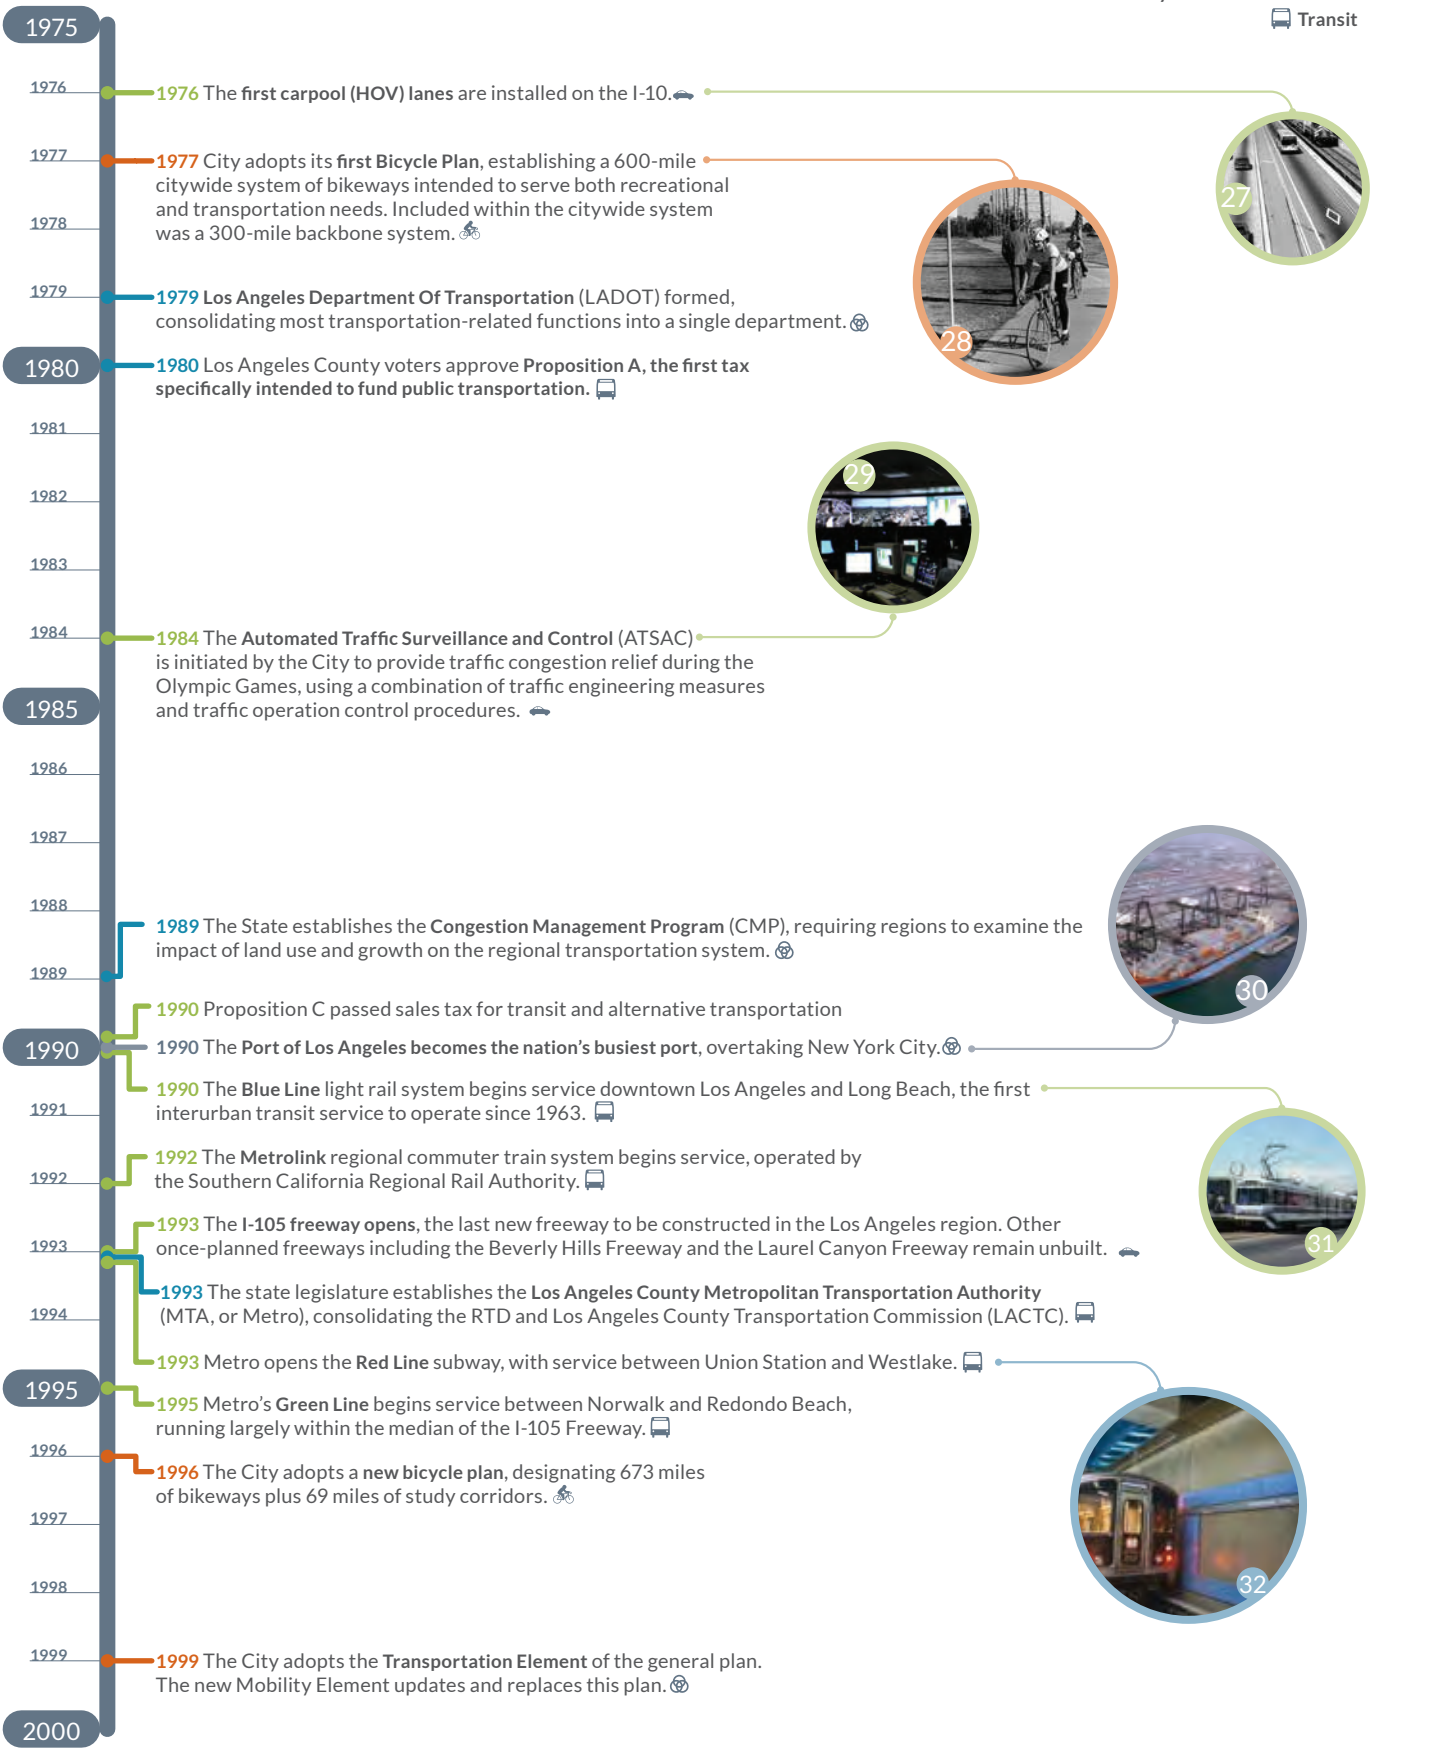 Transit
1975
1976
1976 The first carpool (HOV) lanes are installed on the I-10.
27
1977
1977 City adopts its first Bicycle Plan, establishing a 600-mile
citywide system of bikeways intended to serve both recreational
and transportation needs. Included within the citywide system
was a 300-mile backbone system.
28
1978
1979
1979 Los Angeles Department Of Transportation (LADOT) formed,
consolidating most transportation-related functions into a single department.
1980
1980 Los Angeles County voters approve Proposition A, the first tax
specifically intended to fund public transportation.
1981
1982
29
1983
1984
1984 The Automated Traffic Surveillance and Control (ATSAC)
is initiated by the City to provide traffic congestion relief during the
Olympic Games, using a combination of traffic engineering measures
and traffic operation control procedures.
1985
1986
1987
1988
1989 The State establishes the Congestion Management Program (CMP), requiring regions to examine the
impact of land use and growth on the regional transportation system.
1989
30
1990 Proposition C passed sales tax for transit and alternative transportation
1990
1990 The Port of Los Angeles becomes the nation's busiest port, overtaking New York City.
1990 The Blue Line light rail system begins service downtown Los Angeles and Long Beach, the first
interurban transit service to operate since 1963.
1991
31
1992 The Metrolink regional commuter train system begins service, operated by
the Southern California Regional Rail Authority.
1992
1993 The I-105 freeway opens, the last new freeway to be constructed in the Los Angeles region. Other
once-planned freeways including the Beverly Hills Freeway and the Laurel Canyon Freeway remain unbuilt.
1993
1993 The state legislature establishes the Los Angeles County Metropolitan Transportation Authority
(MTA, or Metro), consolidating the RTD and Los Angeles County Transportation Commission (LACTC).
1994
1993 Metro opens the Red Line subway, with service between Union Station and Westlake.
32
1995
1995 Metro's Green Line begins service between Norwalk and Redondo Beach,
running largely within the median of the I-105 Freeway.
1996
1996 The City adopts a new bicycle plan, designating 673 miles
of bikeways plus 69 miles of study corridors.
1997
1998
1999
1999 The City adopts the Transportation Element of the general plan.
The new Mobility Element updates and replaces this plan.
2000